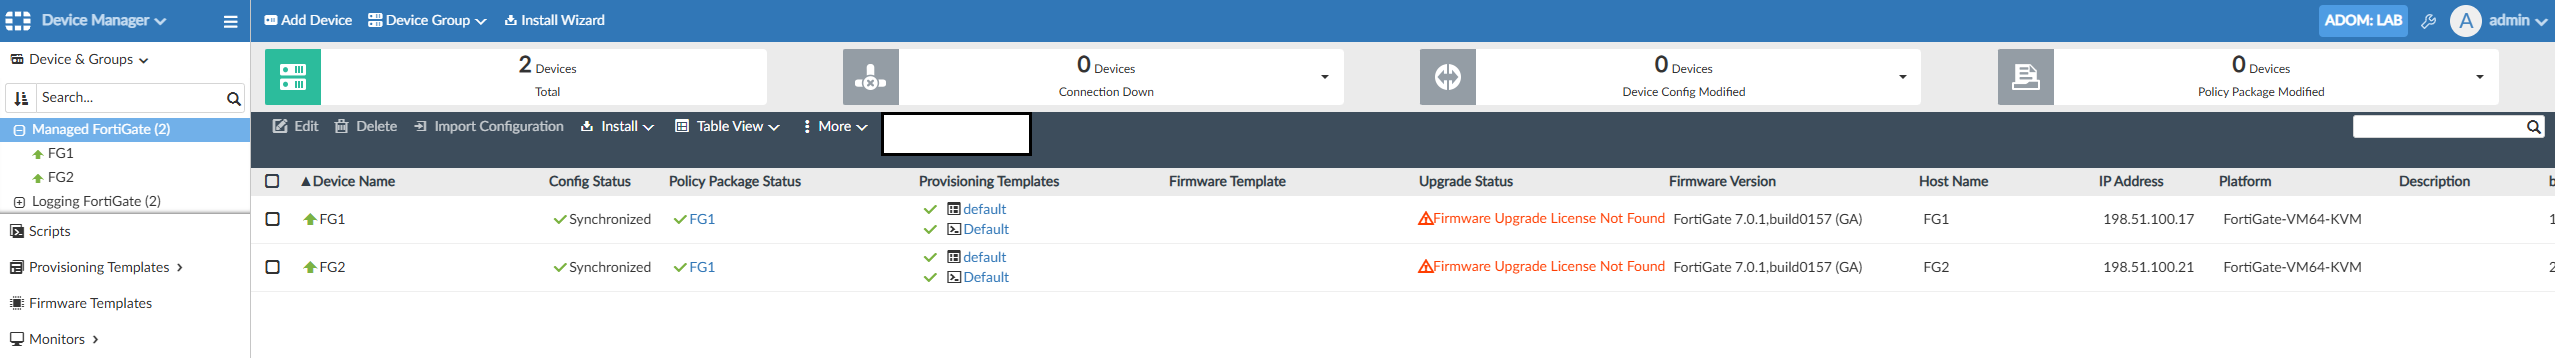 Device Manager
Add Device Device Group Install Wizard ADOM: LAB A admin
Device & Groups
Search...
Managed FortiGate (2)
FG1
FG2
Logging FortiGate (2)
Scripts
Provisioning Templates
Firmware Templates
Monitors
2 Devices
Total
0 Devices
Connection Down
0 Devices
Device Config Modified
0 Devices
Policy Package Modified
Edit Delete Import Configuration Install Table View More
Device Name Config Status Policy Package Status Provisioning Templates Firmware Template Upgrade Status Firmware Version Host Name IP Address Platform Description
FG1 Synchronized FG1 default Firmware Upgrade License Not Found FortiGate 7.0.1,build0157 (GA) FG1 198.51.100.17 FortiGate-VM64-KVM 1
Default
FG2 Synchronized FG1 default Firmware Upgrade License Not Found FortiGate 7.0.1,build0157 (GA) FG2 198.51.100.21 FortiGate-VM64-KVM 2
Default